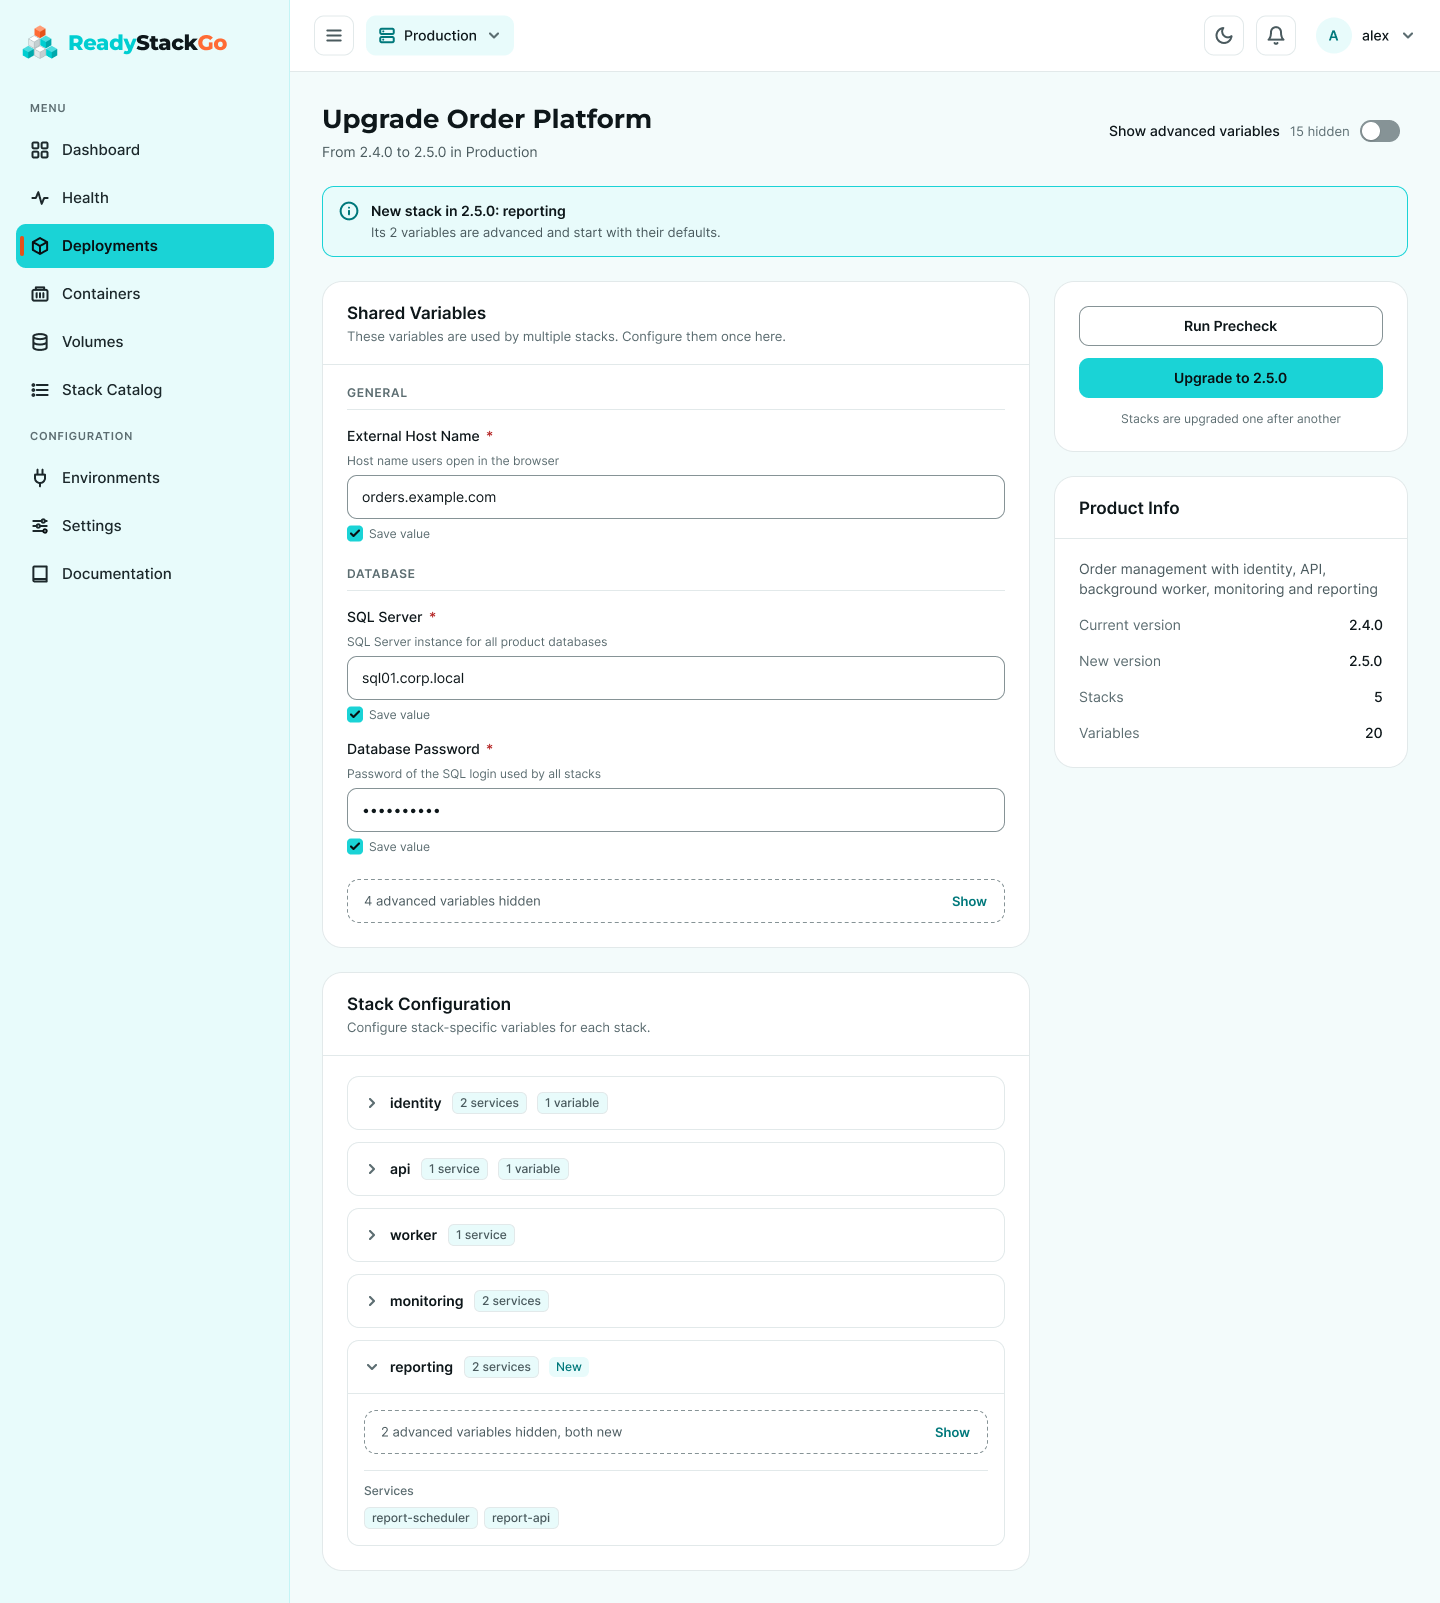 ReadyStackGo
Production
A
alex
MENU
Dashboard
Health
Deployments
Containers
Volumes
Stack Catalog
CONFIGURATION
Environments
Settings
Documentation
Upgrade Order Platform
From 2.4.0 to 2.5.0 in Production
Show advanced variables 15 hidden
New stack in 2.5.0: reporting
Its 2 variables are advanced and start with their defaults.
Shared Variables
These variables are used by multiple stacks. Configure them once here.
GENERAL
External Host Name *
Host name users open in the browser
orders.example.com
Save value
DATABASE
SQL Server *
SQL Server instance for all product databases
sql01.corp.local
Save value
Database Password *
Password of the SQL login used by all stacks
••••••••••
Save value
4 advanced variables hidden Show
Stack Configuration
Configure stack-specific variables for each stack.
identity 2 services 1 variable
api 1 service 1 variable
worker 1 service
monitoring 2 services
reporting 2 services New
2 advanced variables hidden, both new Show
Services
report-scheduler report-api
Run Precheck
Upgrade to 2.5.0
Stacks are upgraded one after another
Product Info
Order management with identity, API,
background worker, monitoring and reporting
Current version 2.4.0
New version 2.5.0
Stacks 5
Variables 20